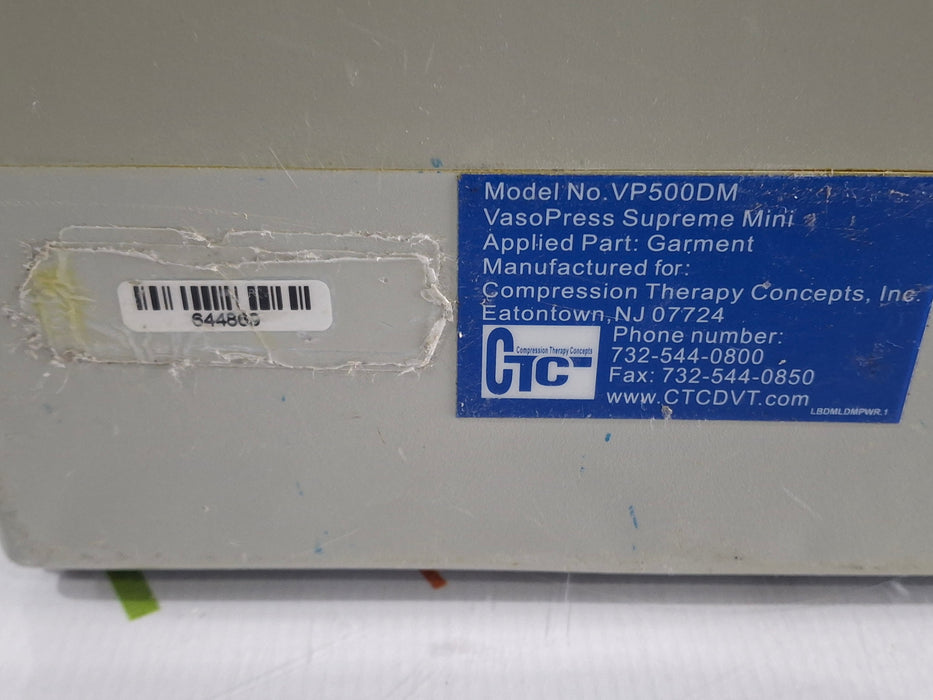 644869
Model No.VP500DM
VasoPress Supreme Mini
Applied Part: Garment
Manufactured for:
Compression Therapy Concepts, Inc.
Eatontown,NJ 07724
CTC
Compression Therapy Concepts
Phone number:
732-544-0800
Fax: 732-544-0850
www.CTCDVT.com
LBDMLDMPWR.1